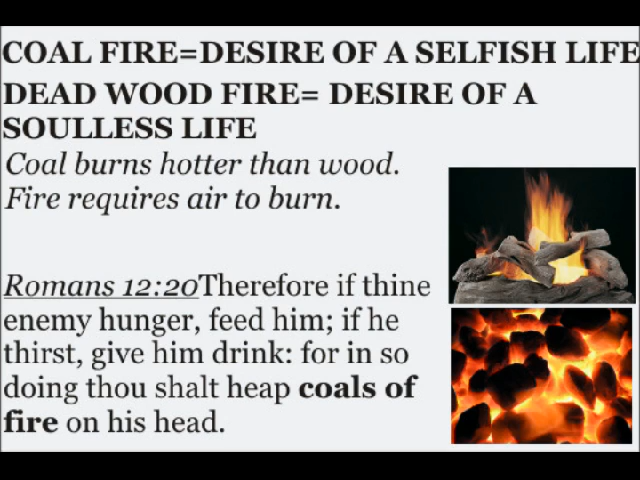 COAL FIRE=DESIRE OF A SELFISH LIFE
DEAD WOOD FIRE= DESIRE OF A
SOULLESS LIFE
Coal burns hotter than wood.
Fire requires air to burn.
Romans 12:20Therefore if thine
enemy hunger, feed him; if he
thirst, give him drink: for in so
doing thou shalt heap coals of
fire on his head.